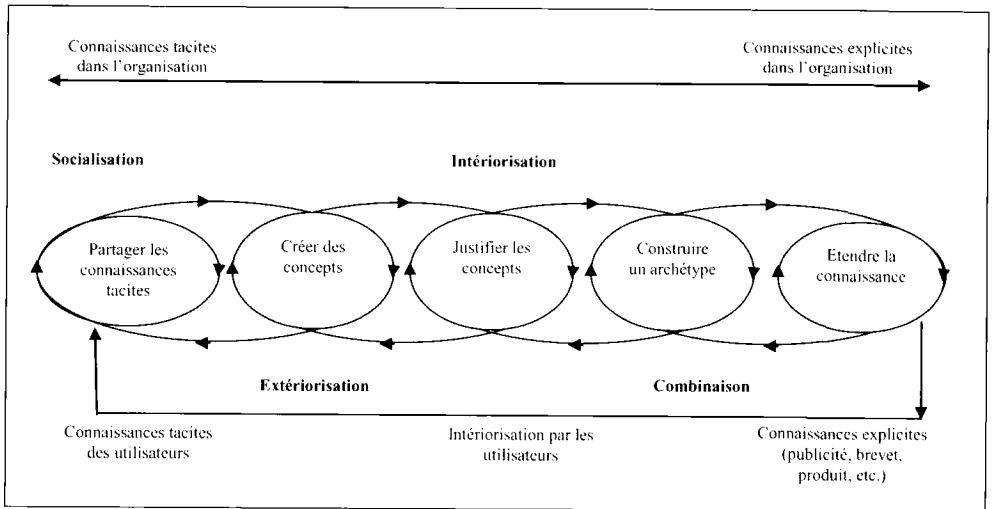 Connaissances tacites
dans l'organisation
Connaissances explicites
dans l'organisation
Socialisation
Intériorisation
Partager les
connaissances
tacites
Créer des
concepts
Justifier les
concepts
Construire
un archétype
Etendre la
connaissance
Extériorisation
Combinaison
Connaissances tacites
des utilisateurs
Intériorisation par les
utilisateurs
Connaissances explicites
(publicité, brevet,
produit, etc.)